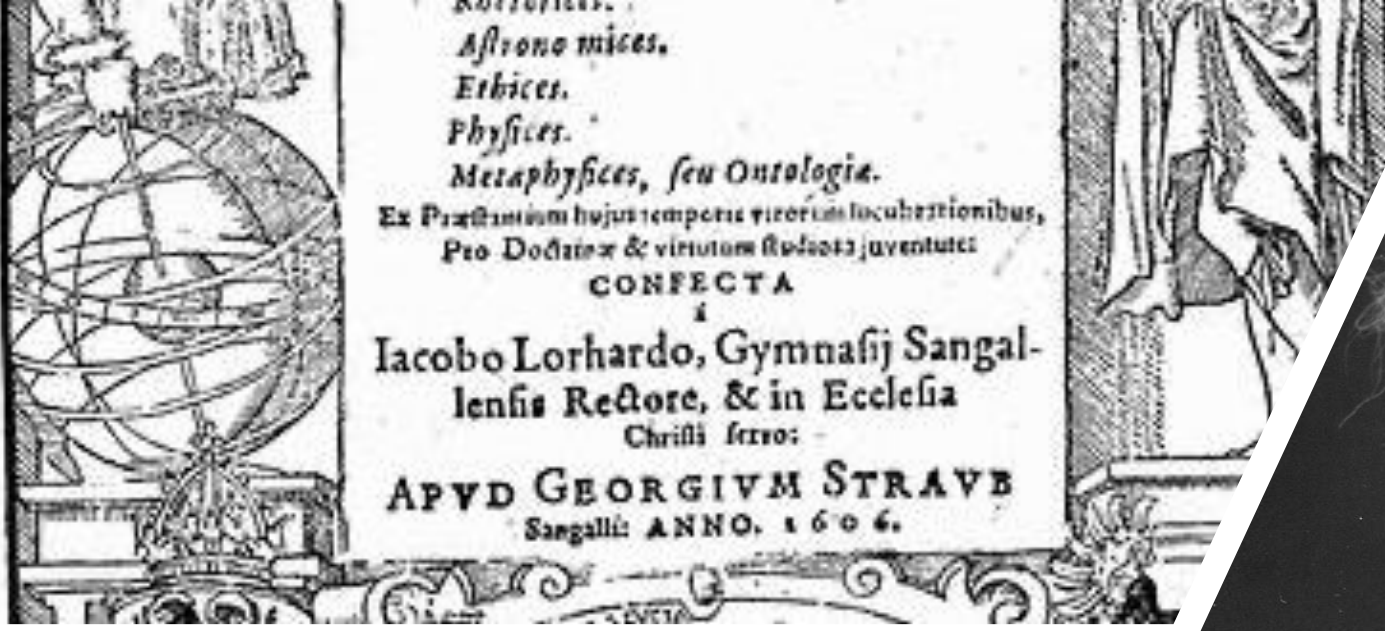 Rhetorices.
Aſtronomices.
Ethices.
Phyſices.
Metaphyſices, ſeu Ontologiæ.
Ex Præſtantium hujus temporis virorum lucubrationibus,
Pro Doctrinæ & virtutum ſtudioſa juventute:
CONFECTA
à
Iacobo Lorhardo, Gymnaſij Sangal-
lenſis Rectore, & in Eccleſia
Chriſti ſervo:
APVD GEORGIVM STRAVB
Sangalli: ANNO. 1606.